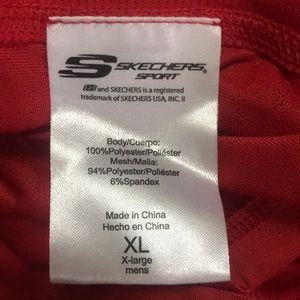 SKECHERS
SPORT
and SKECHERS is a registered
trademark of SKECHERS USA, INC. II
Body/Cuerpo:
100%Polyester/Poliéster
Mesh/Malla:
94%Polyester/Poliéster
6%Spandex
Made in China
Hecho en China
XL
X-large
mens